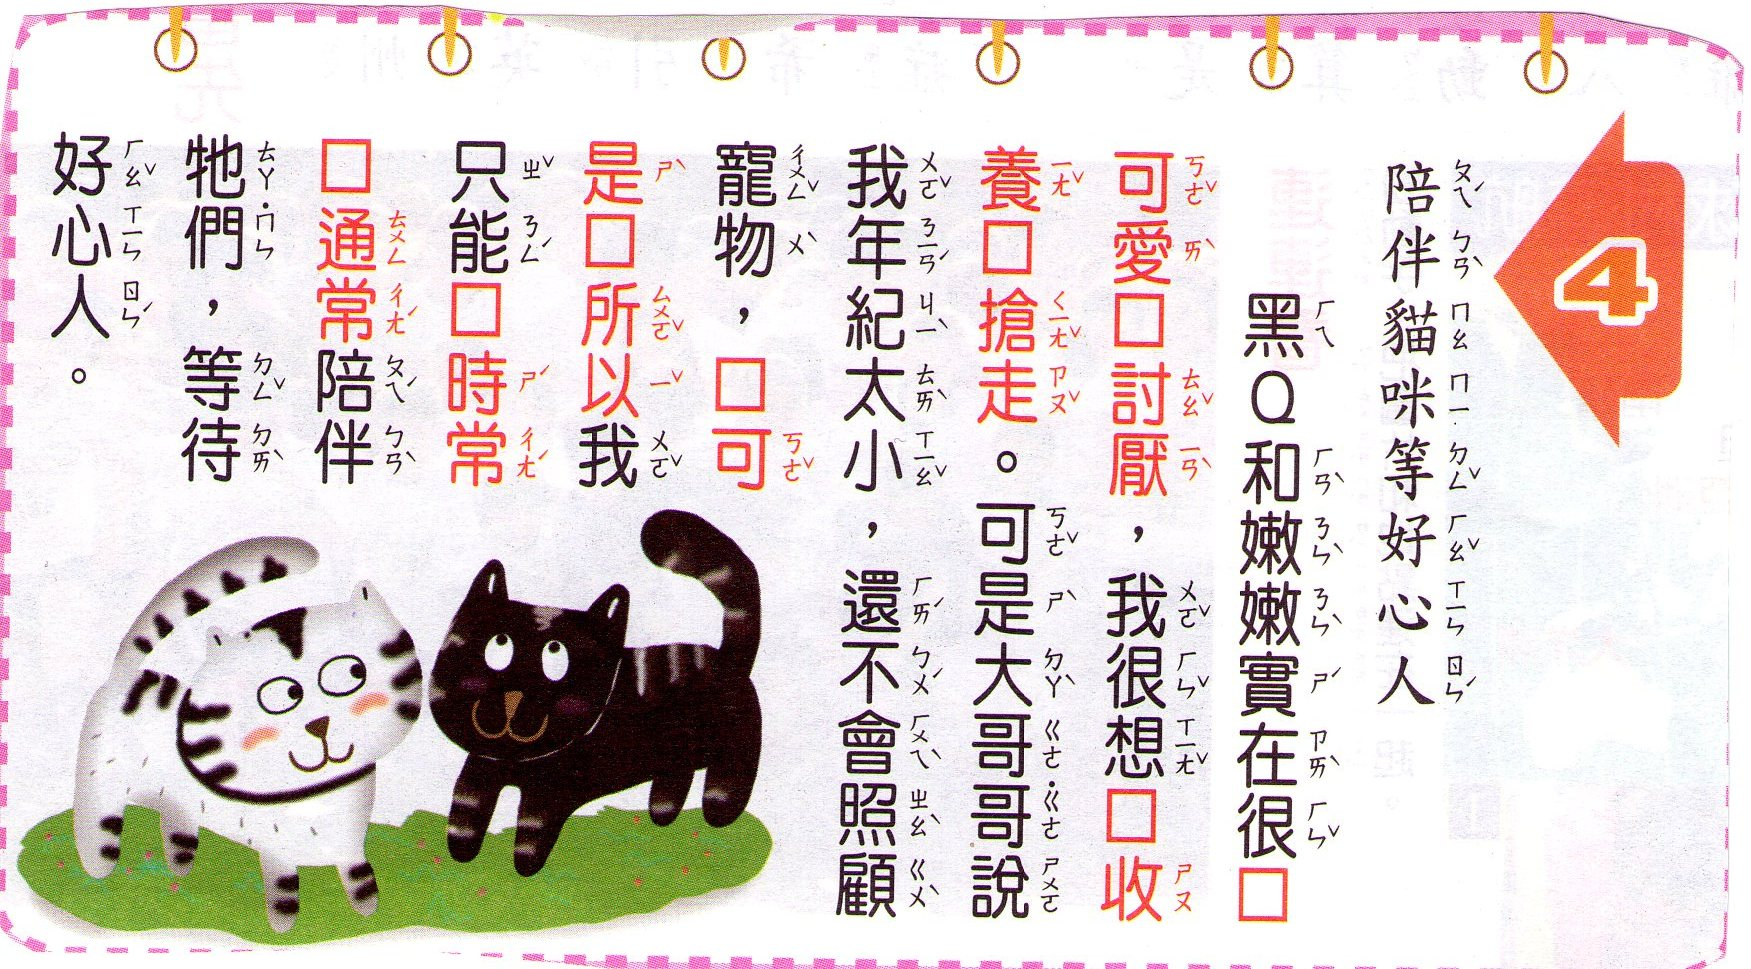 4
陪伴貓咪等好心人
黑Q和嫩嫩實在很□
可愛□討厭，我很想□收
養□搶走。可是大哥哥說
我年紀太小，還不會照顧
寵物，□可
是□所以我
只能□時常
□通常陪伴
牠們，等待
好心人。